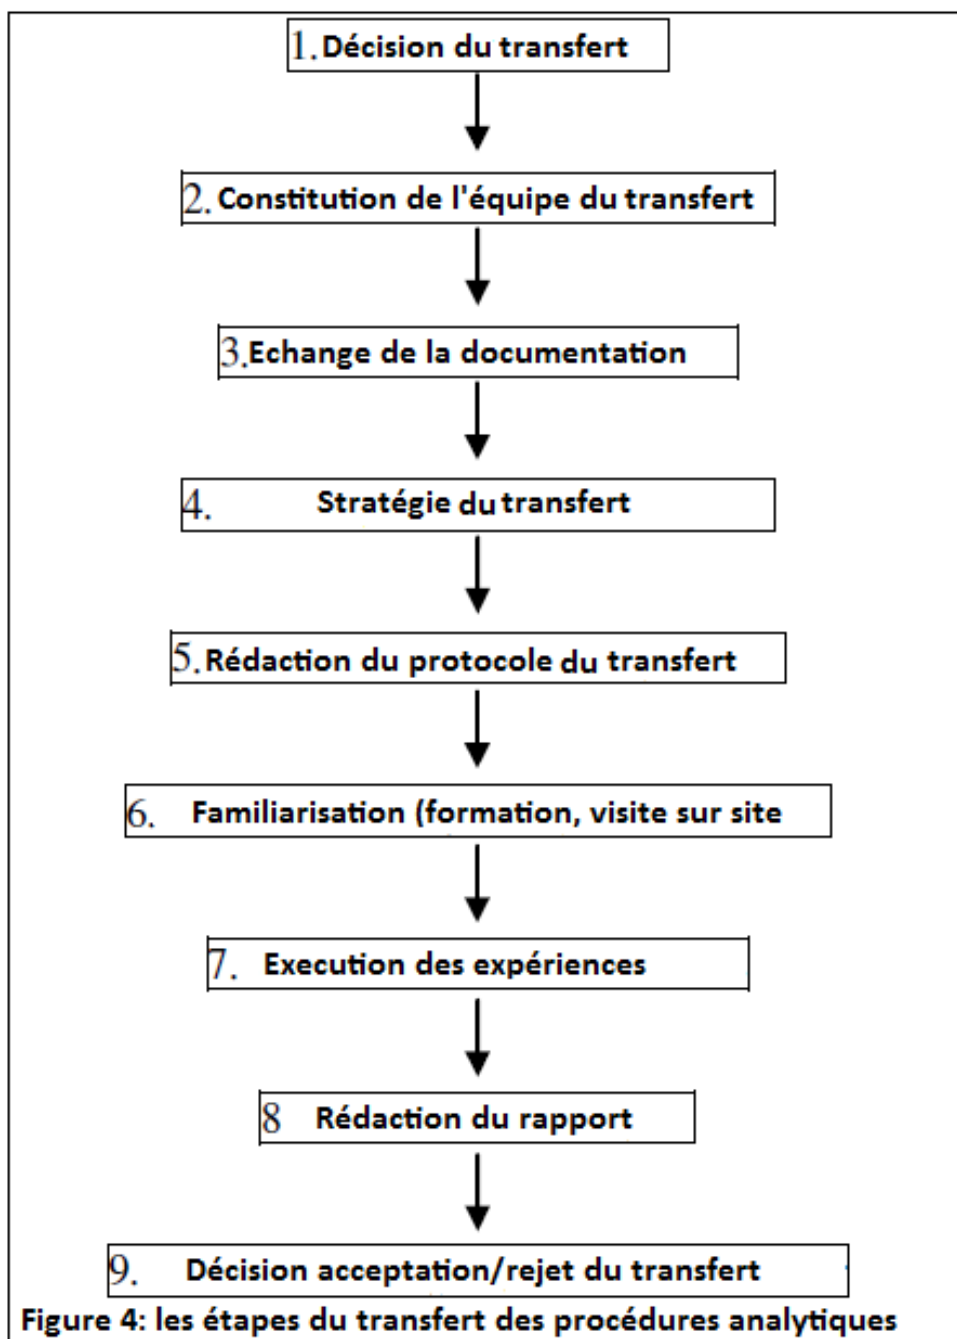 1. Décision du transfert
2. Constitution de l'équipe du transfert
3. Echange de la documentation
4. Stratégie du transfert
5. Rédaction du protocole du transfert
6. Familiarisation (formation, visite sur site
7. Execution des expériences
8 Rédaction du rapport
9. Décision acceptation/rejet du transfert
Figure 4: les étapes du transfert des procédures analytiques